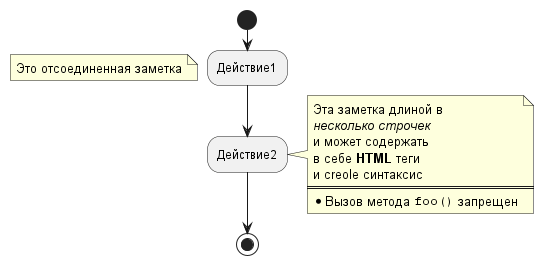 Это отсоединенная заметка
Действие1
Эта заметка длиной в
несколько строчек
и может содержать
в себе HTML теги
и creole синтаксис
Действие2
• Вызов метода foo() запрещен